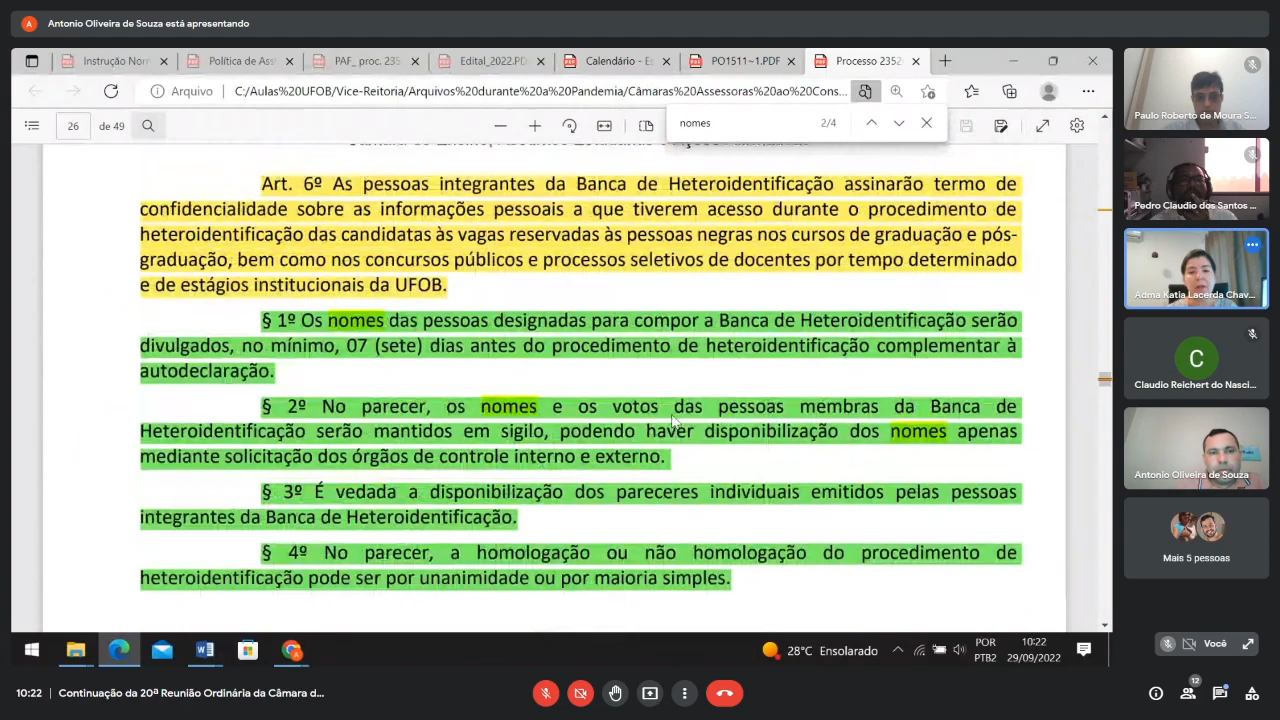 Antonio Oliveira de Souza está apresentando
Instrução Norn
Política de Ass
PAF_ proc. 235
Edital_2022.PD
Calendário - Es
PO1511~1.PDF
Processo 2352
Arquivo
C:/Aulas%20UFOB/Vice-Reitoria/Arquivos%20durante%20a%20Pandemia/Câmaras%20Assessoras%20ao%20Cons...
26 de 49
nomes 2/4
Art. 6º As pessoas integrantes da Banca de Heteroidentificação assinarão termo de
confidencialidade sobre as informações pessoais a que tiverem acesso durante o procedimento de
heteroidentificação das candidatas às vagas reservadas às pessoas negras nos cursos de graduação e pós-
graduação, bem como nos concursos públicos e processos seletivos de docentes por tempo determinado
e de estágios institucionais da UFOB.
§ 1º Os nomes das pessoas designadas para compor a Banca de Heteroidentificação serão
divulgados, no mínimo, 07 (sete) dias antes do procedimento de heteroidentificação complementar à
autodeclaração.
§ 2º No parecer, os nomes e os votos das pessoas membras da Banca de
Heteroidentificação serão mantidos em sigilo, podendo haver disponibilização dos nomes apenas
mediante solicitação dos órgãos de controle interno e externo.
§ 3º É vedada a disponibilização dos pareceres individuais emitidos pelas pessoas
integrantes da Banca de Heteroidentificação.
§ 4º No parecer, a homologação ou não homologação do procedimento de
heteroidentificação pode ser por unanimidade ou por maioria simples.
28°C Ensolarado
POR
PTB2
10:22
29/09/2022
Paulo Roberto de Moura S...
Pedro Claudio dos Santos ...
Adma Katia Lacerda Chav...
C
Claudio Reichert do Nasci...
Antonio Oliveira de Souza
Mais 5 pessoas
Você
10:22
Continuação da 20ª Reunião Ordinária da Câmara d...
12